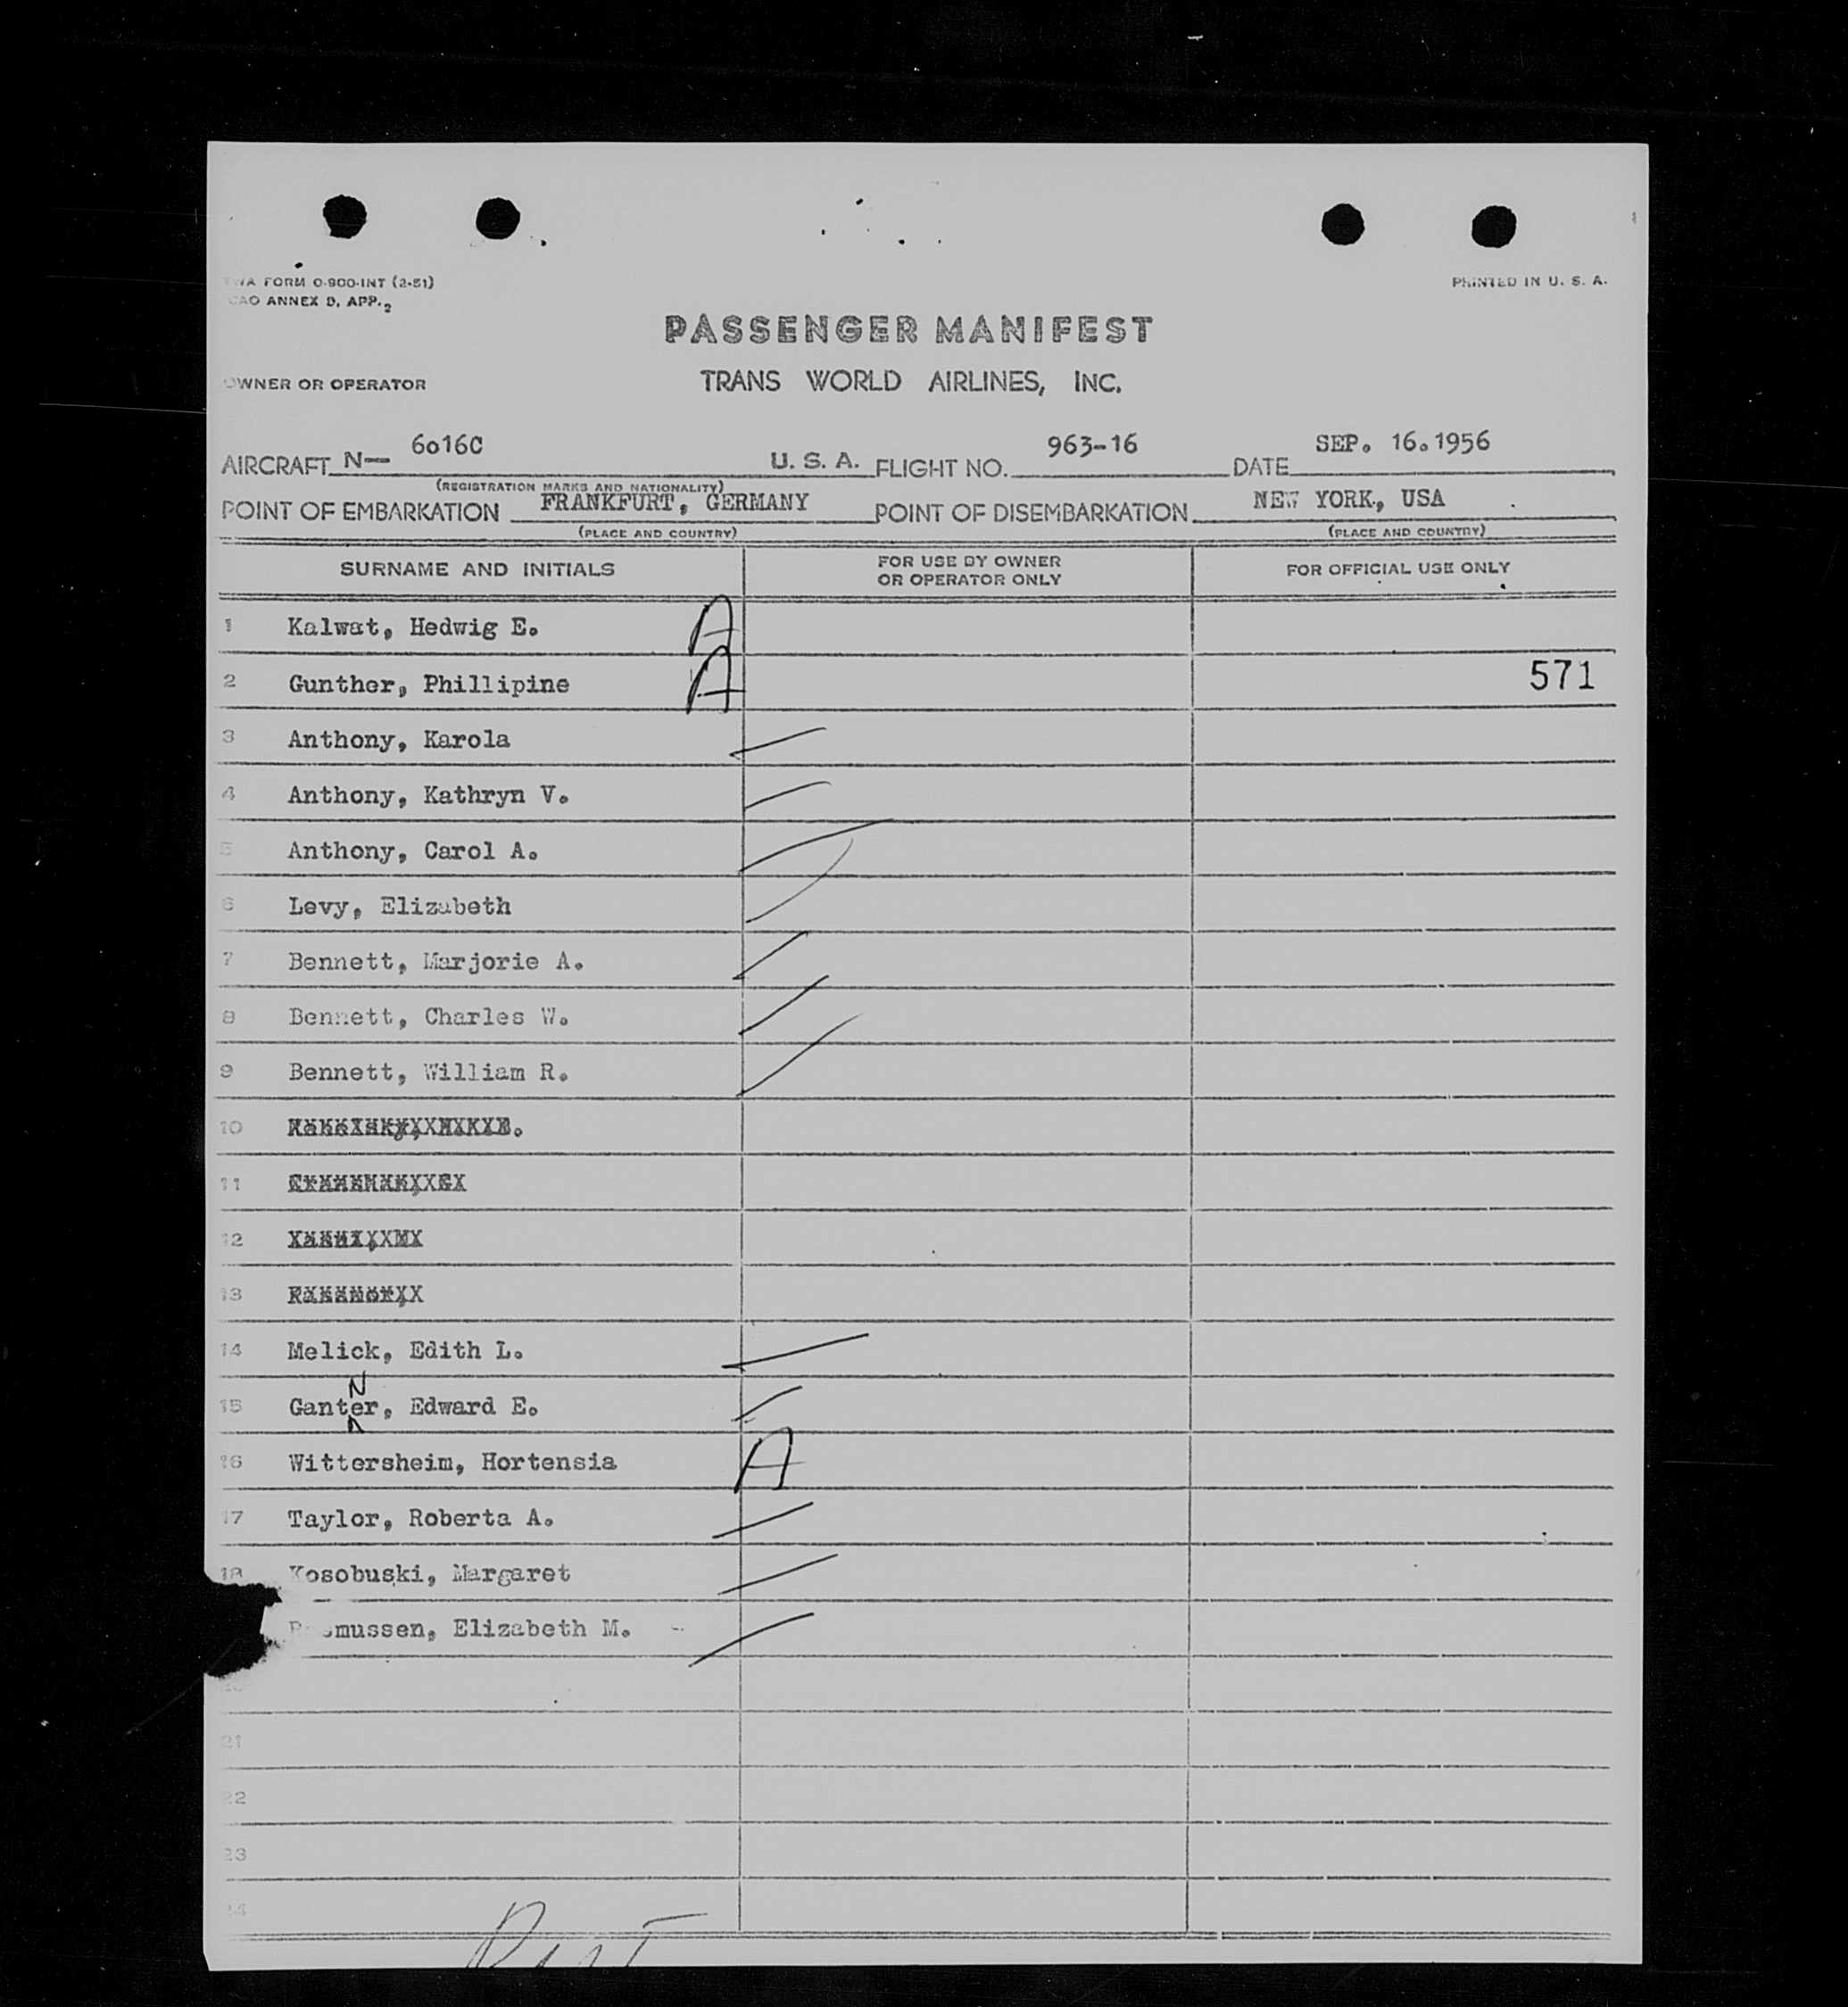 TWA FORM O-900-INT (2-51)
ICAO ANNEX 9, APP. 2
PRINTED IN U. S. A.
PASSENGER MANIFEST
OWNER OR OPERATOR
TRANS WORLD AIRLINES, INC.
AIRCRAFT N— 6016C U. S. A. FLIGHT NO. 963-16 DATE SEP. 16.1956
(REGISTRATION MARKS AND NATIONALITY)
POINT OF EMBARKATION FRANKFURT, GERMANY POINT OF DISEMBARKATION NEW YORK, USA
(PLACE AND COUNTRY) (PLACE AND COUNTRY)
SURNAME AND INITIALS FOR USE BY OWNER OR OPERATOR ONLY FOR OFFICIAL USE ONLY
1 Kalwat, Hedwig E. A
2 Gunther, Phillipine A 571
3 Anthony, Karola
4 Anthony, Kathryn V.
5 Anthony, Carol A.
6 Levy, Elizabeth
7 Bennett, Marjorie A.
8 Bennett, Charles W.
9 Bennett, William R.
10
11
12
13
14 Melick, Edith L.
N
15 Ganter, Edward E.
16 Wittersheim, Hortensia A
17 Taylor, Roberta A.
18 Kosobuski, Margaret
Rasmussen, Elizabeth M.
20
21
22
23
24